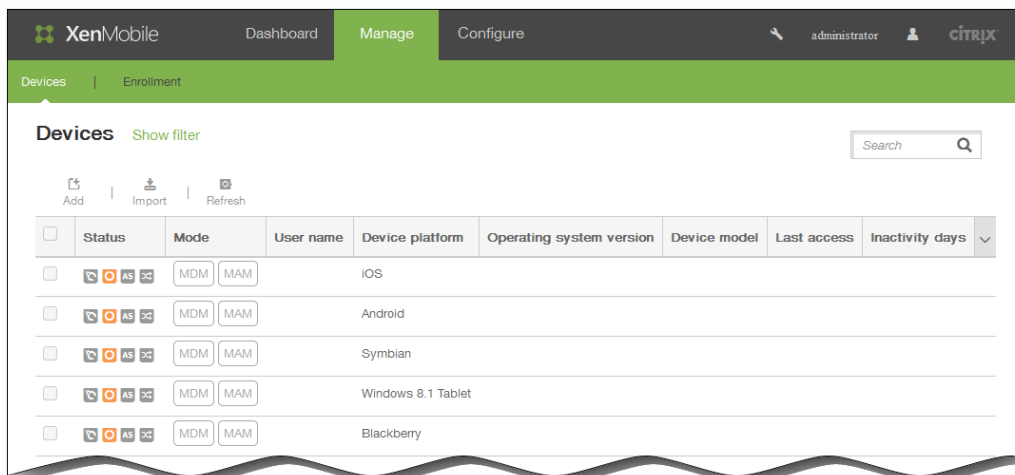 XenMobile Dashboard Manage Configure administrator CİTRIX
Devices | Enrollment
Devices Show filter Search
Add | Import | Refresh
Status Mode User name Device platform Operating system version Device model Last access Inactivity days
AS MDM MAM iOS
AS MDM MAM Android
AS MDM MAM Symbian
AS MDM MAM Windows 8.1 Tablet
AS MDM MAM Blackberry